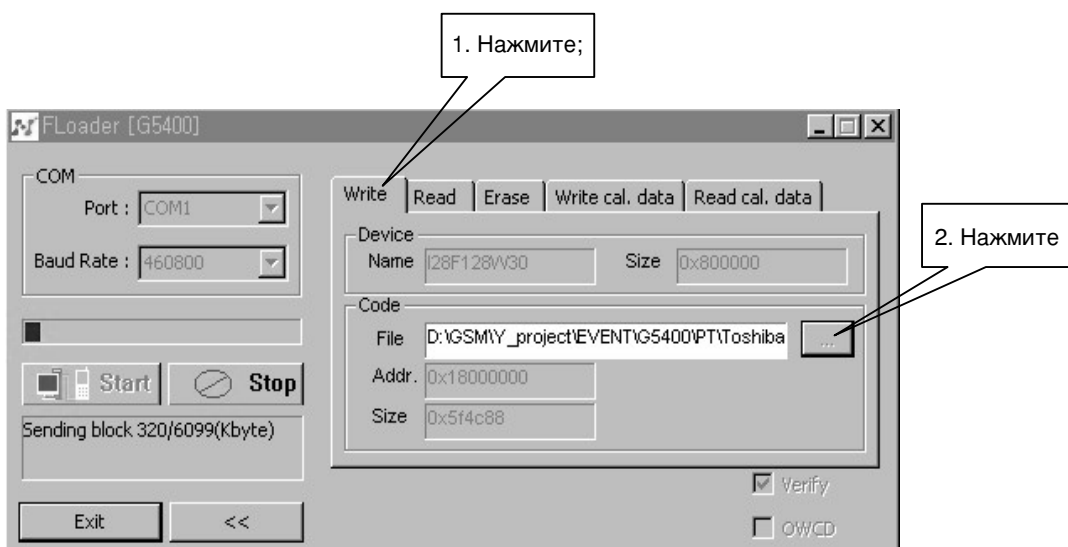 1. Нажмите;
FLoader [G5400]
COM
Port : COM1
Baud Rate : 460800
Start Stop
Sending block 320/6099(Kbyte)
Exit <<
Write Read Erase Write cal. data Read cal. data
Device
Name I28F128W30 Size 0x800000
Code
File D:\GSM\Y_project\EVENT\G5400\PT\Toshiba ...
Addr. 0x18000000
Size 0x5f4c88
Verify
OWCD
2. Нажмите